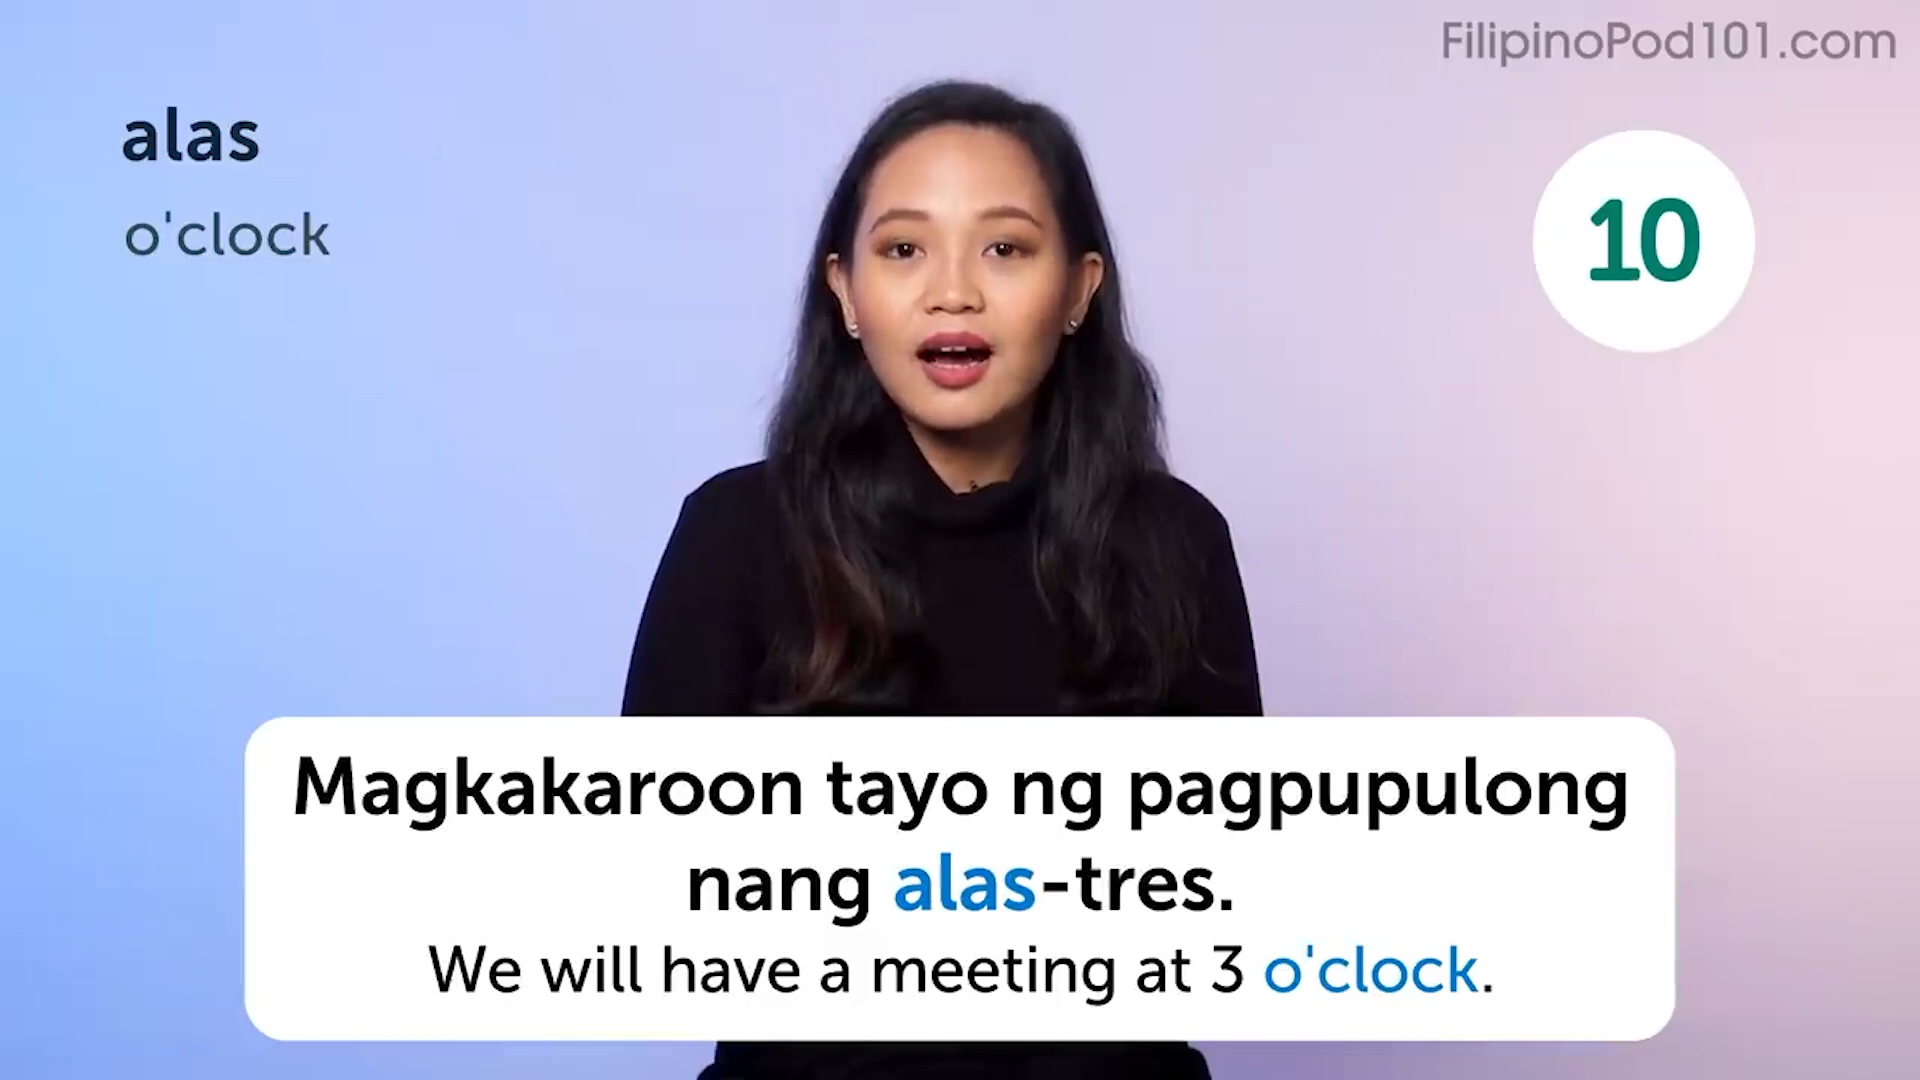 FilipinoPod101.com
alas
o'clock
10
Magkakaroon tayo ng pagpupulong
nang alas-tres.
We will have a meeting at 3 o'clock.